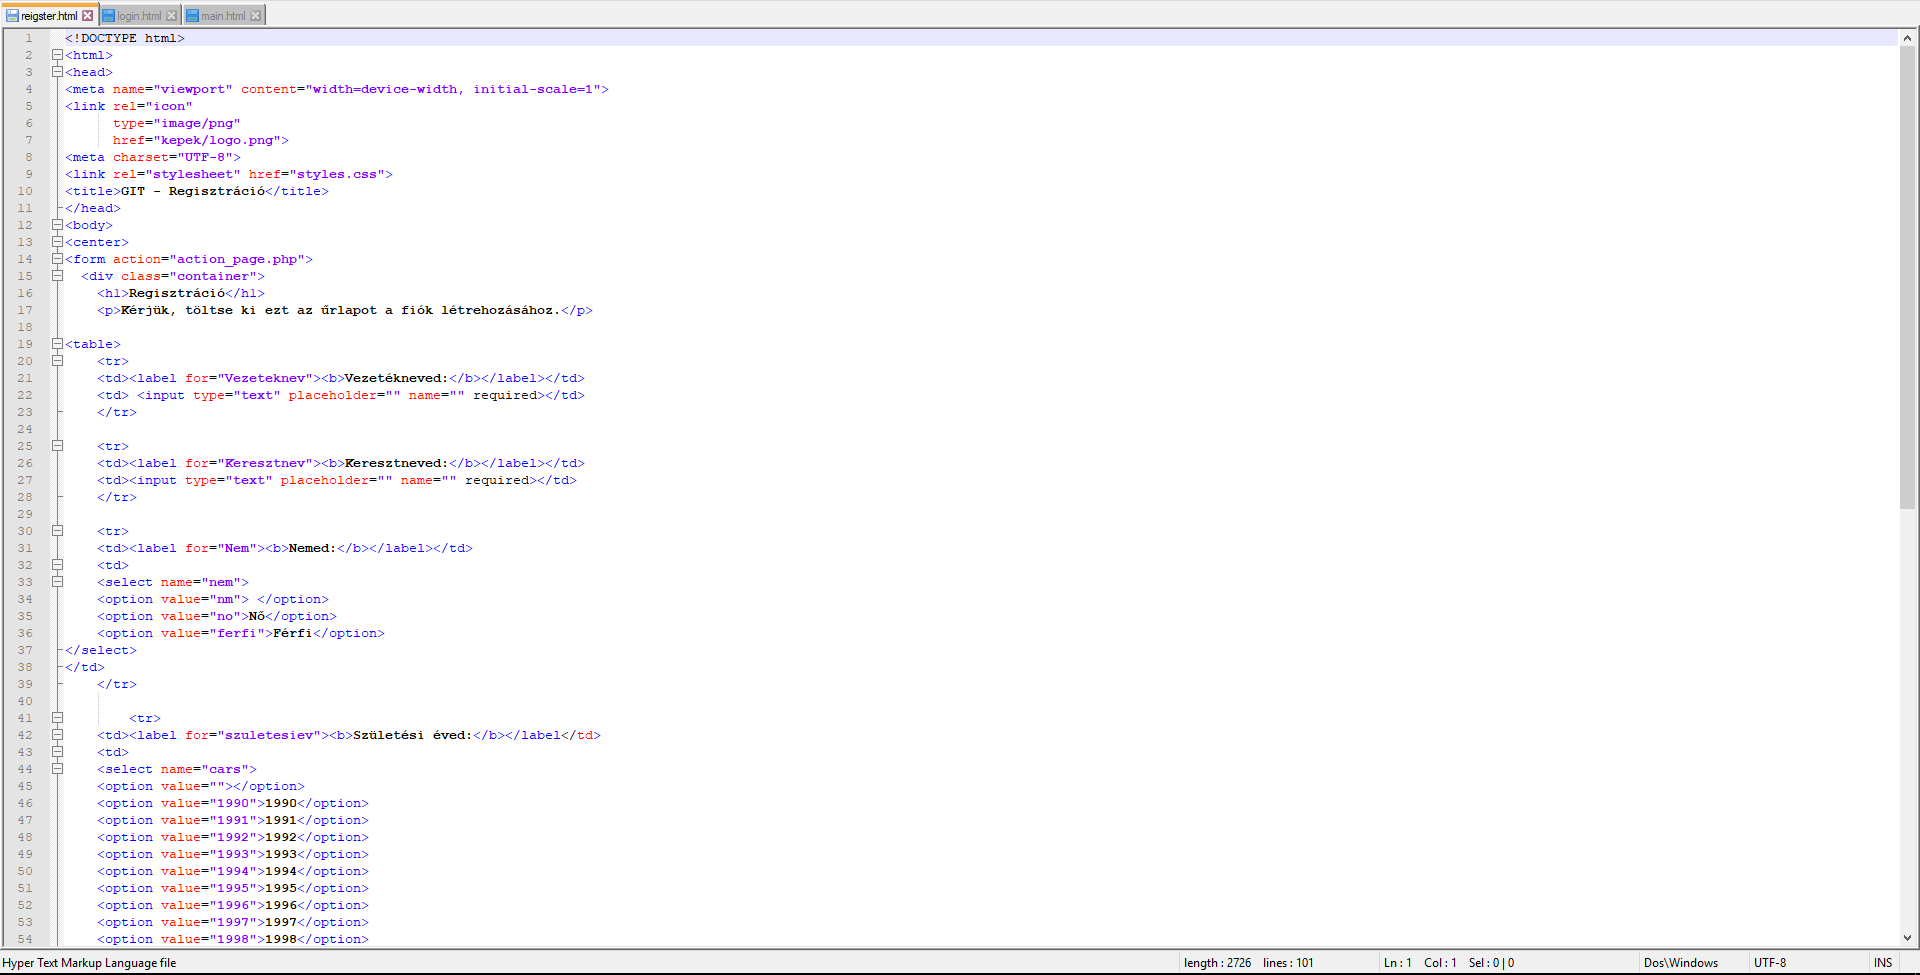 reigster.html login.html main.html
1 <!DOCTYPE html>
2 <html>
3 <head>
4 <meta name="viewport" content="width=device-width, initial-scale=1">
5 <link rel="icon"
6 type="image/png"
7 href="kepek/logo.png">
8 <meta charset="UTF-8">
9 <link rel="stylesheet" href="styles.css">
10 <title>GIT - Regisztráció</title>
11 </head>
12 <body>
13 <center>
14 <form action="action_page.php">
15 <div class="container">
16 <h1>Regisztráció</h1>
17 <p>Kérjük, töltse ki ezt az űrlapot a fiók létrehozásához.</p>
18
19 <table>
20 <tr>
21 <td><label for="Vezeteknev"><b>Vezetékneved:</b></label></td>
22 <td> <input type="text" placeholder="" name="" required></td>
23 </tr>
24
25 <tr>
26 <td><label for="Keresztnev"><b>Keresztneved:</b></label></td>
27 <td><input type="text" placeholder="" name="" required></td>
28 </tr>
29
30 <tr>
31 <td><label for="Nem"><b>Nemed:</b></label></td>
32 <td>
33 <select name="nem">
34 <option value="nm"> </option>
35 <option value="no">Nő</option>
36 <option value="ferfi">Férfi</option>
37 </select>
38 </td>
39 </tr>
40
41 <tr>
42 <td><label for="szuletesiev"><b>Születési éved:</b></label</td>
43 <td>
44 <select name="cars">
45 <option value=""></option>
46 <option value="1990">1990</option>
47 <option value="1991">1991</option>
48 <option value="1992">1992</option>
49 <option value="1993">1993</option>
50 <option value="1994">1994</option>
51 <option value="1995">1995</option>
52 <option value="1996">1996</option>
53 <option value="1997">1997</option>
54 <option value="1998">1998</option>
Hyper Text Markup Language file length : 2726 lines : 101 Ln : 1 Col : 1 Sel : 0 | 0 Dos\Windows UTF-8 INS